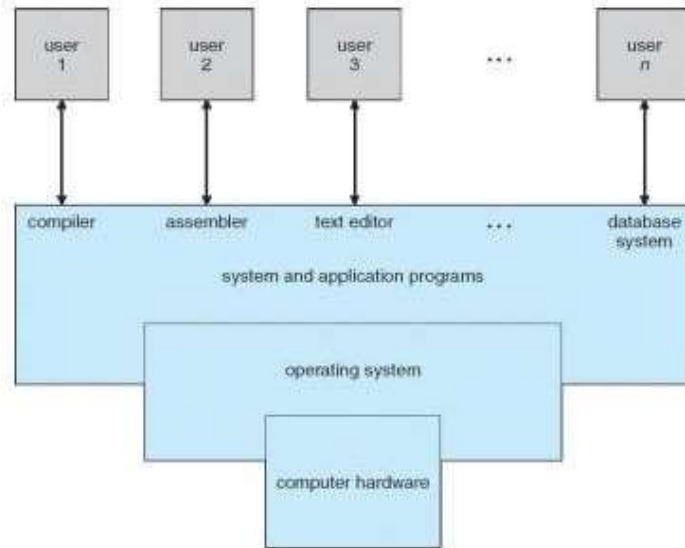 user
1
user
2
user
3
...
user
n
compiler
assembler
text editor
...
database
system
system and application programs
operating system
computer hardware